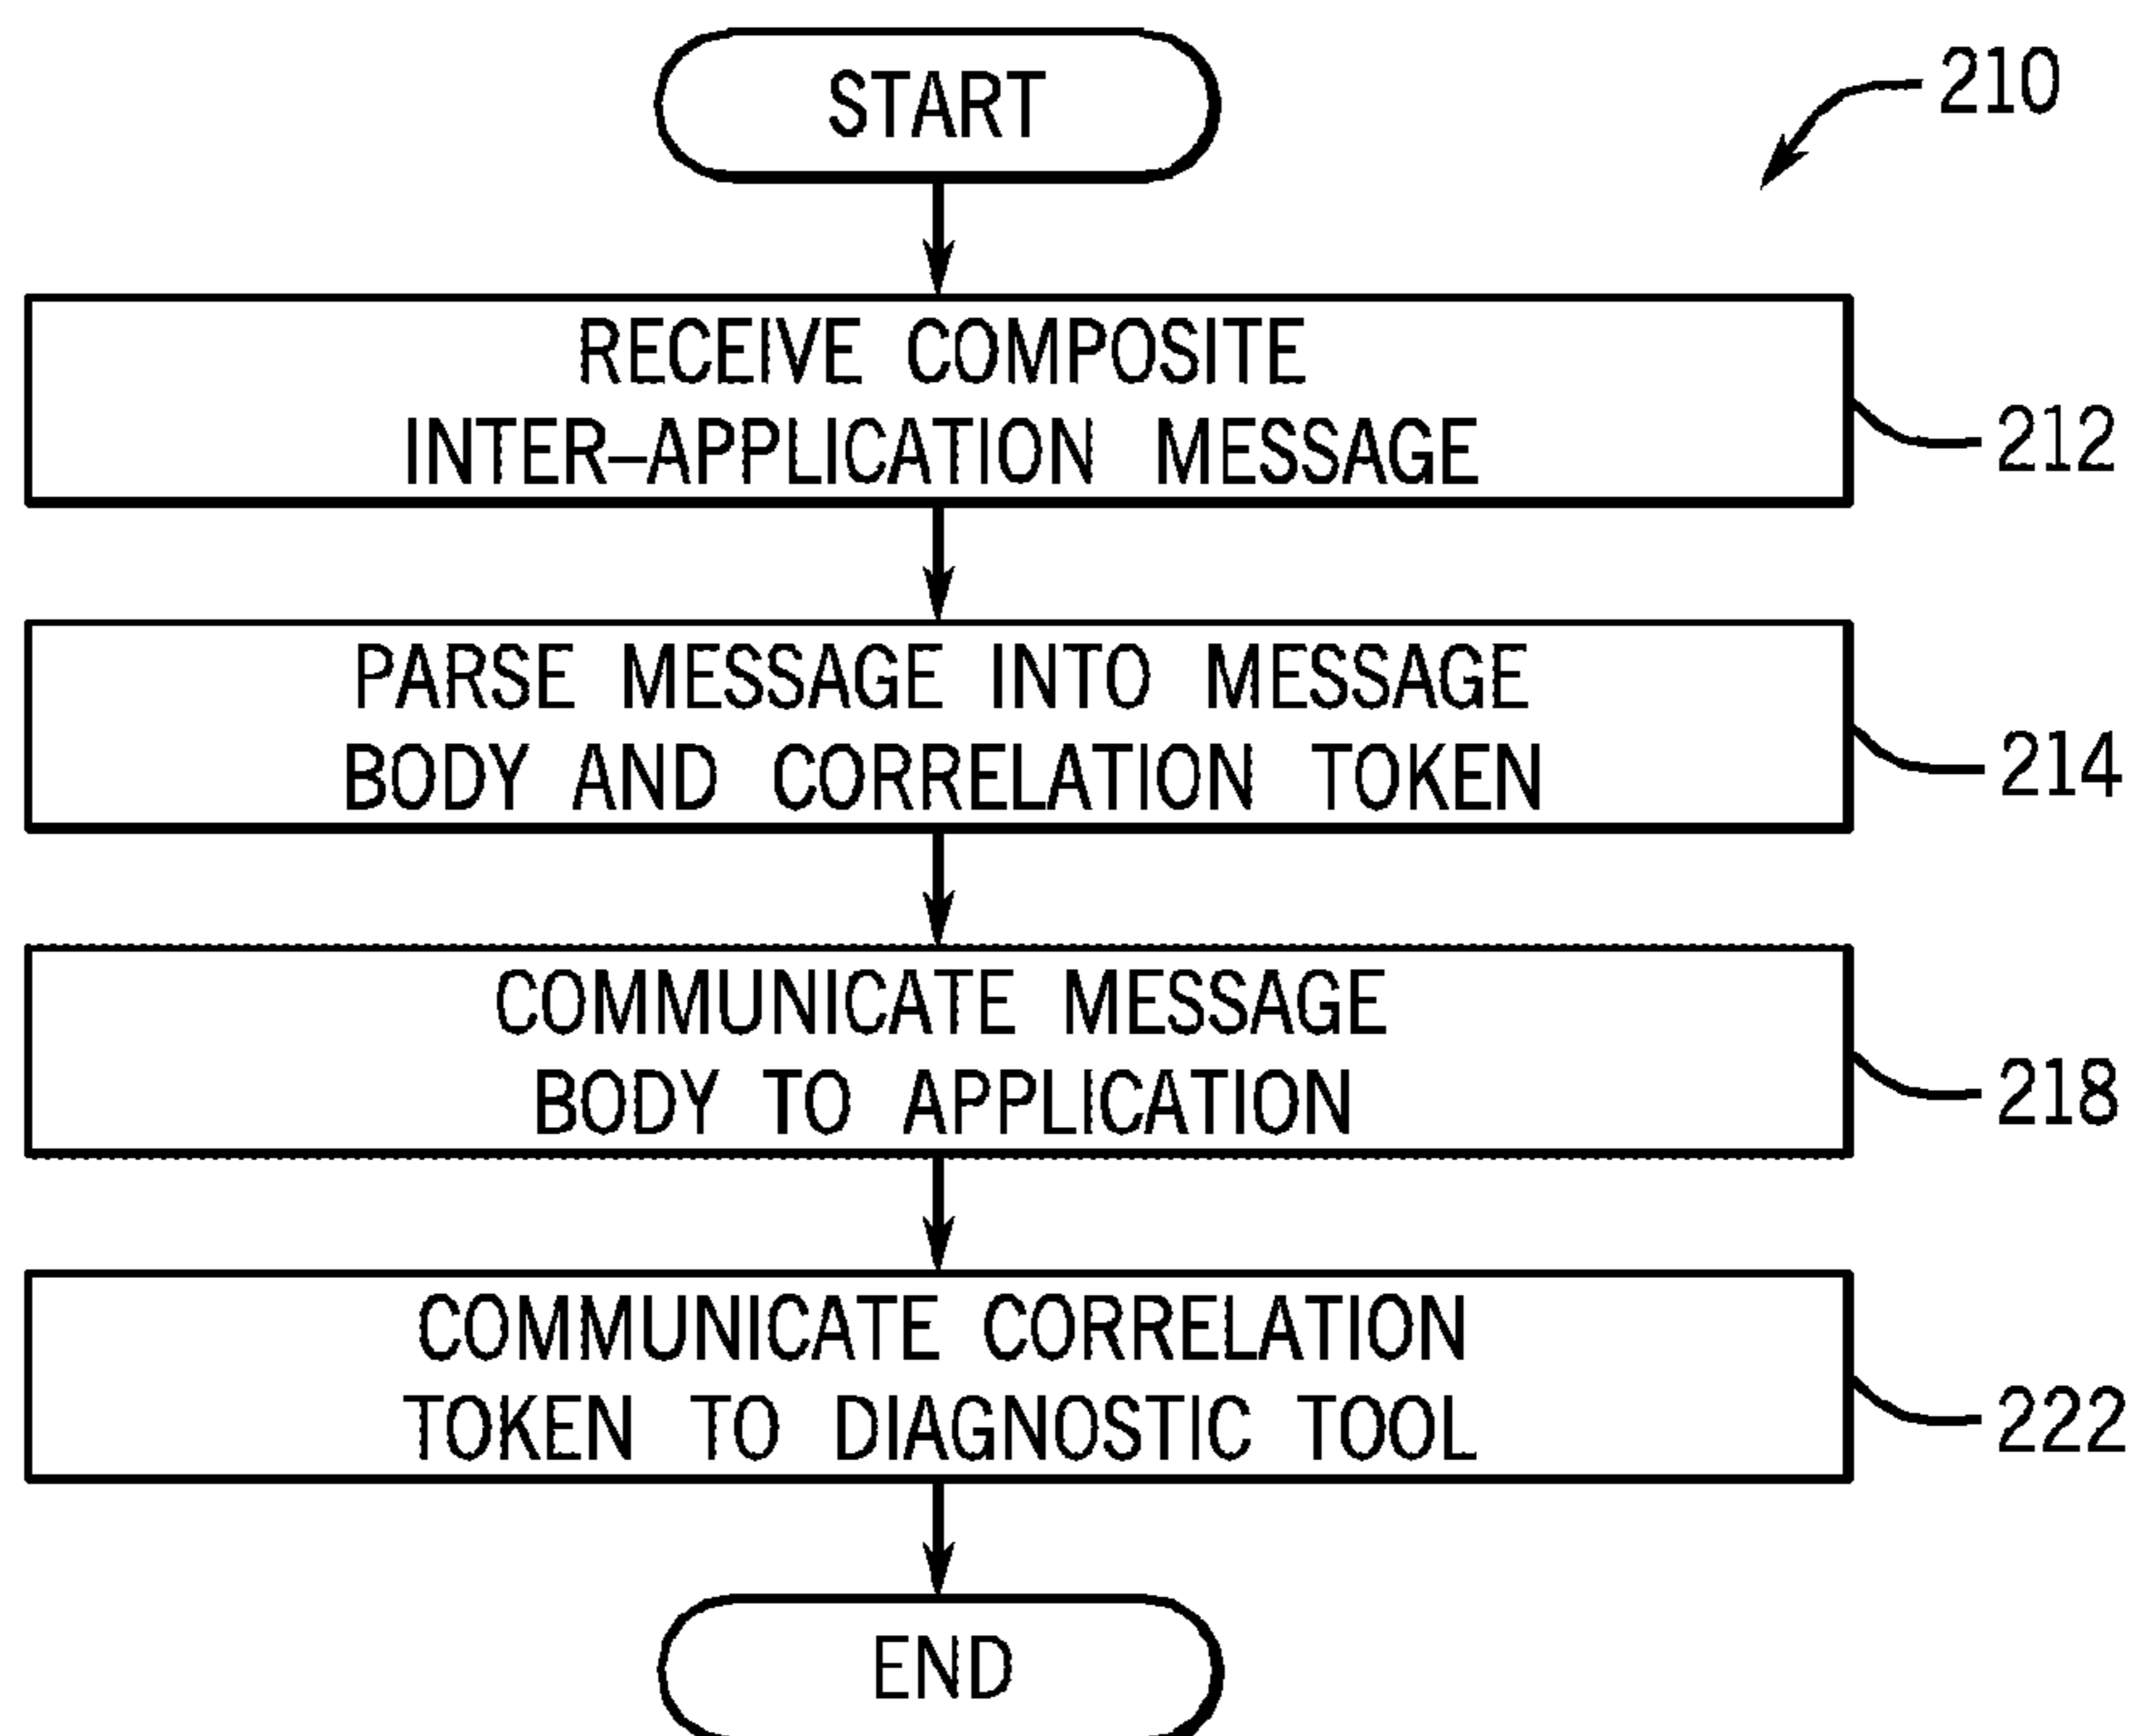 START
210
RECEIVE COMPOSITE
INTER–APPLICATION MESSAGE
212
PARSE MESSAGE INTO MESSAGE
BODY AND CORRELATION TOKEN
214
COMMUNICATE MESSAGE
BODY TO APPLICATION
218
COMMUNICATE CORRELATION
TOKEN TO DIAGNOSTIC TOOL
222
END